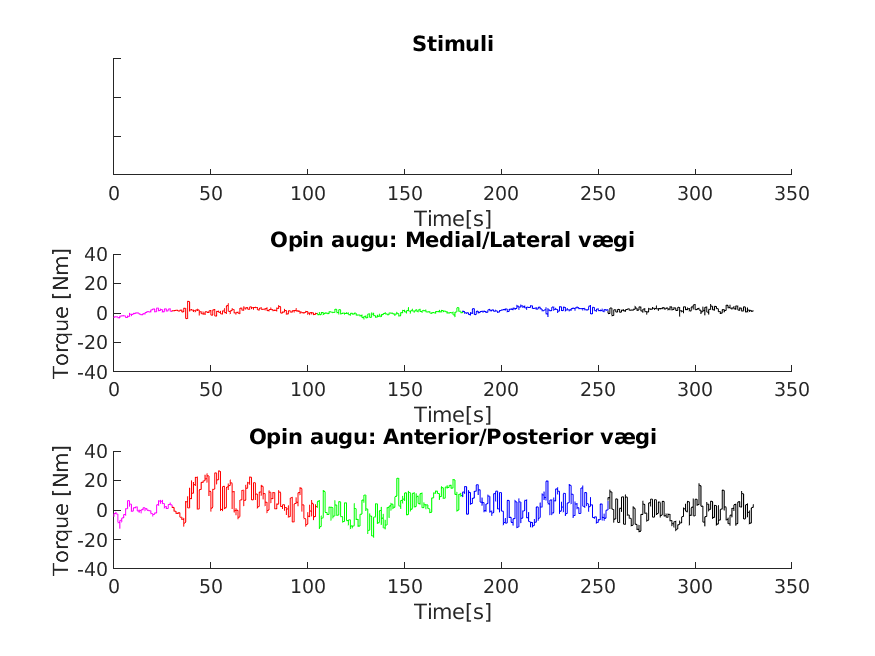 Stimuli
0 50 100 150 200 250 300 350
Time[s]
Opin augu: Medial/Lateral vægi
Torque [Nm]
40
20
0
-20
-40
0 50 100 150 200 250 300 350
Time[s]
Opin augu: Anterior/Posterior vægi
Torque [Nm]
40
20
0
-20
-40
0 50 100 150 200 250 300 350
Time[s]